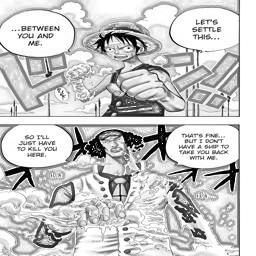 LET'S
SETTLE
THIS...
...BETWEEN
YOU AND
ME.
THAT'S
FINE...
BUT I DON'T
HAVE A SHIP TO
TAKE YOU BACK
WITH ME.
SO I'LL
JUST HAVE
TO KILL YOU
HERE.